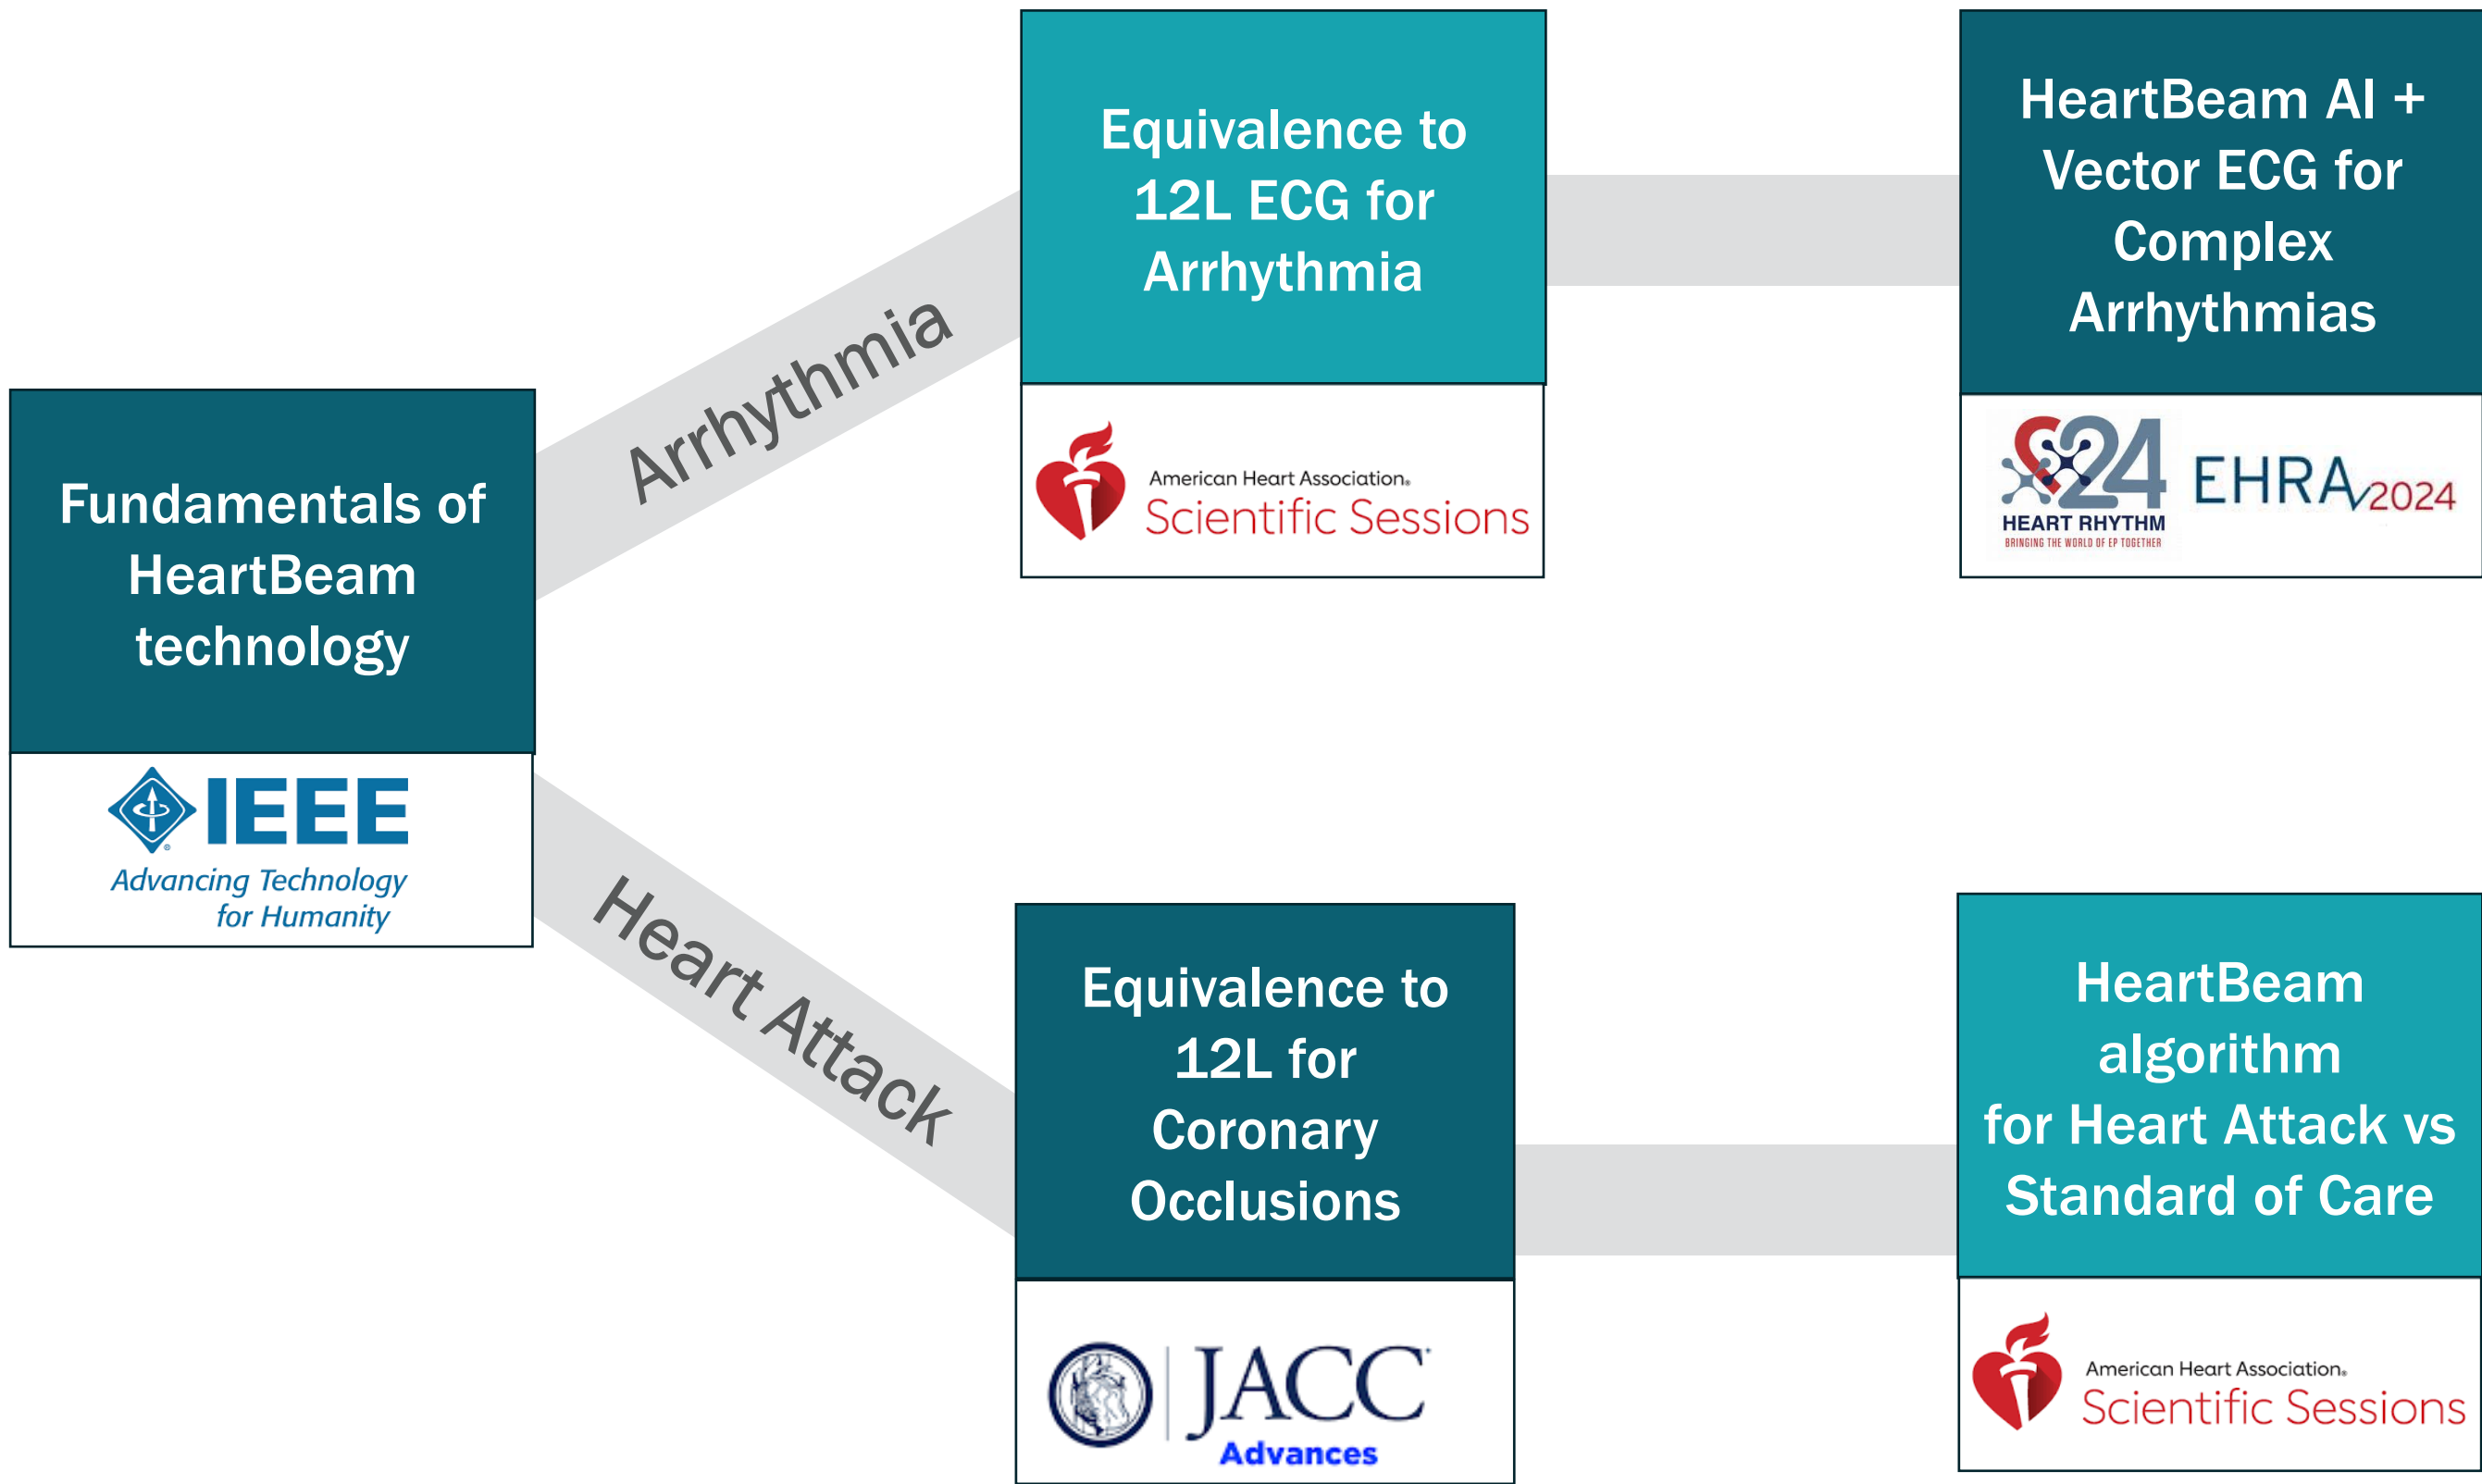 Fundamentals of
HeartBeam
technology
IEEE
Advancing Technology
for Humanity
Arrhythmia
Equivalence to
12L ECG for
Arrhythmia
American Heart Association®
Scientific Sessions
HeartBeam AI +
Vector ECG for
Complex
Arrhythmias
24
HEART RHYTHM
BRINGING THE WORLD OF EP TOGETHER
EHRA 2024
Heart Attack
Equivalence to
12L for
Coronary
Occlusions
JACC
Advances
HeartBeam
algorithm
for Heart Attack vs
Standard of Care
American Heart Association®
Scientific Sessions